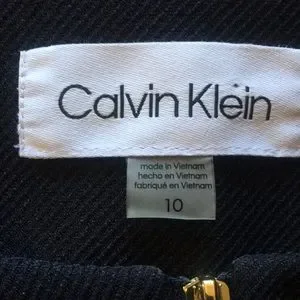 Calvin Klein
made in Vietnam
hecho en Vietnam
fabriqué en Vietnam
10